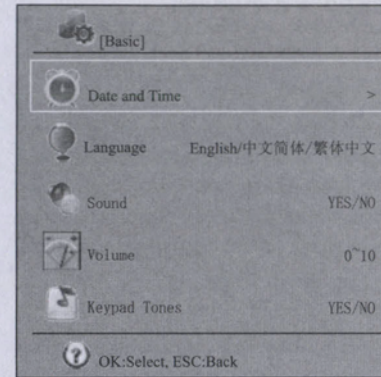 [Basic]
Date and Time >
Language English/中文简体/繁体中文
Sound YES/NO
Volume 0~10
Keypad Tones YES/NO
OK:Select, ESC:Back